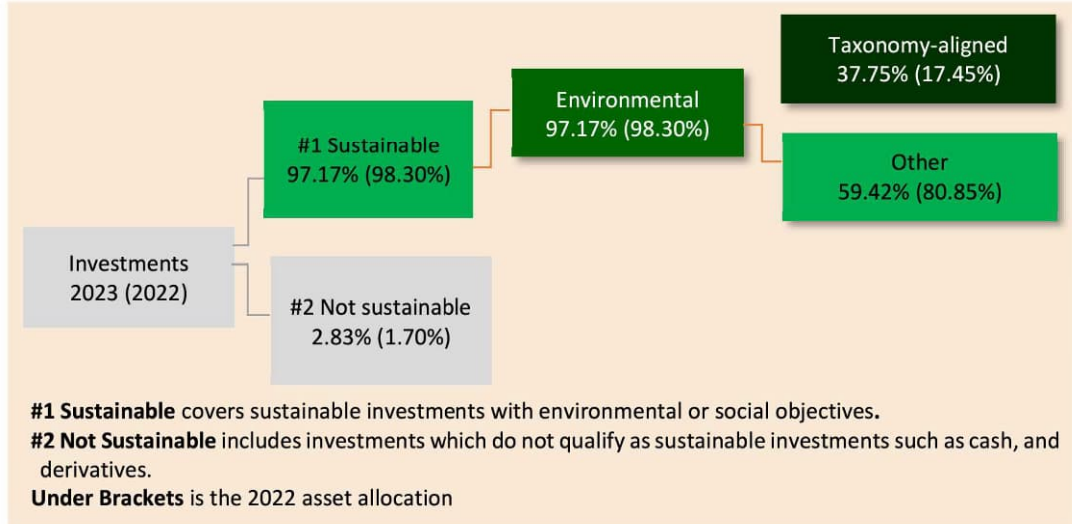 Taxonomy-aligned
37.75% (17.45%)
Environmental
97.17% (98.30%)
#1 Sustainable
97.17% (98.30%)
Other
59.42% (80.85%)
Investments
2023 (2022)
#2 Not sustainable
2.83% (1.70%)
#1 Sustainable covers sustainable investments with environmental or social objectives.
#2 Not Sustainable includes investments which do not qualify as sustainable investments such as cash, and
derivatives.
Under Brackets is the 2022 asset allocation